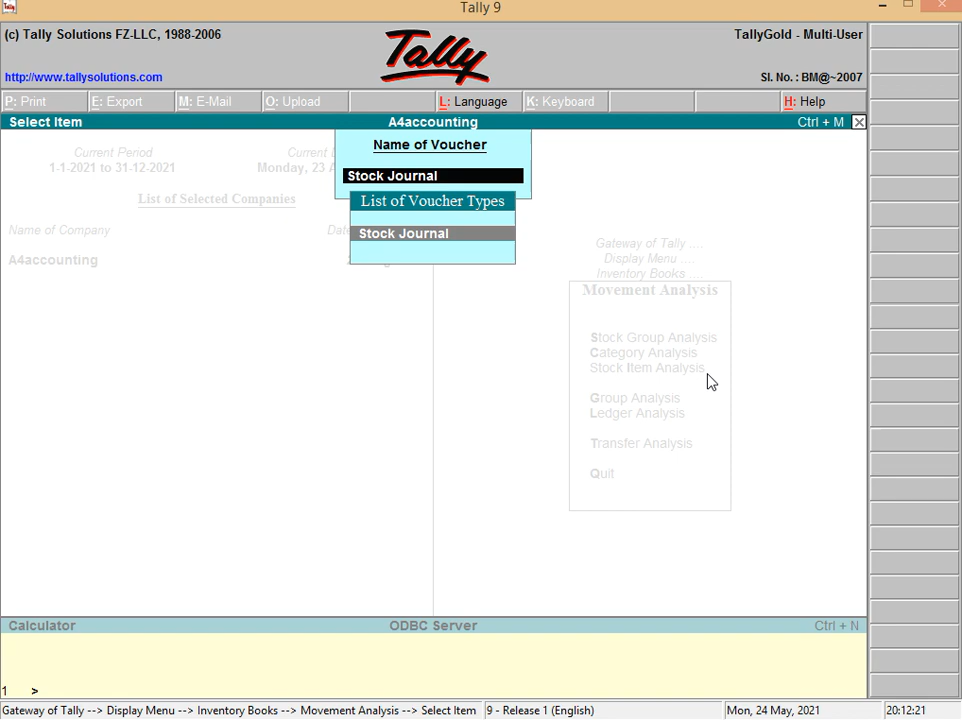 Tally 9
(c) Tally Solutions FZ-LLC, 1988-2006
Tally
TallyGold - Multi-User
http://www.tallysolutions.com
Sl. No. : BM@~2007
P: Print
E: Export
M: E-Mail
O: Upload
L: Language
K: Keyboard
H: Help
Select Item
A4accounting
Ctrl + M
Current Period
1-1-2021 to 31-12-2021
Monday, 23 A
List of Selected Companies
Name of Company
A4accounting
Name of Voucher
Stock Journal
List of Voucher Types
Stock Journal
Gateway of Tally ....
Display Menu ....
Inventory Books ....
Movement Analysis
Stock Group Analysis
Category Analysis
Stock Item Analysis
Group Analysis
Ledger Analysis
Transfer Analysis
Quit
Calculator
ODBC Server
Ctrl + N
1 >
Gateway of Tally --> Display Menu --> Inventory Books --> Movement Analysis --> Select Item
9 - Release 1 (English)
Mon, 24 May, 2021
20:12:21